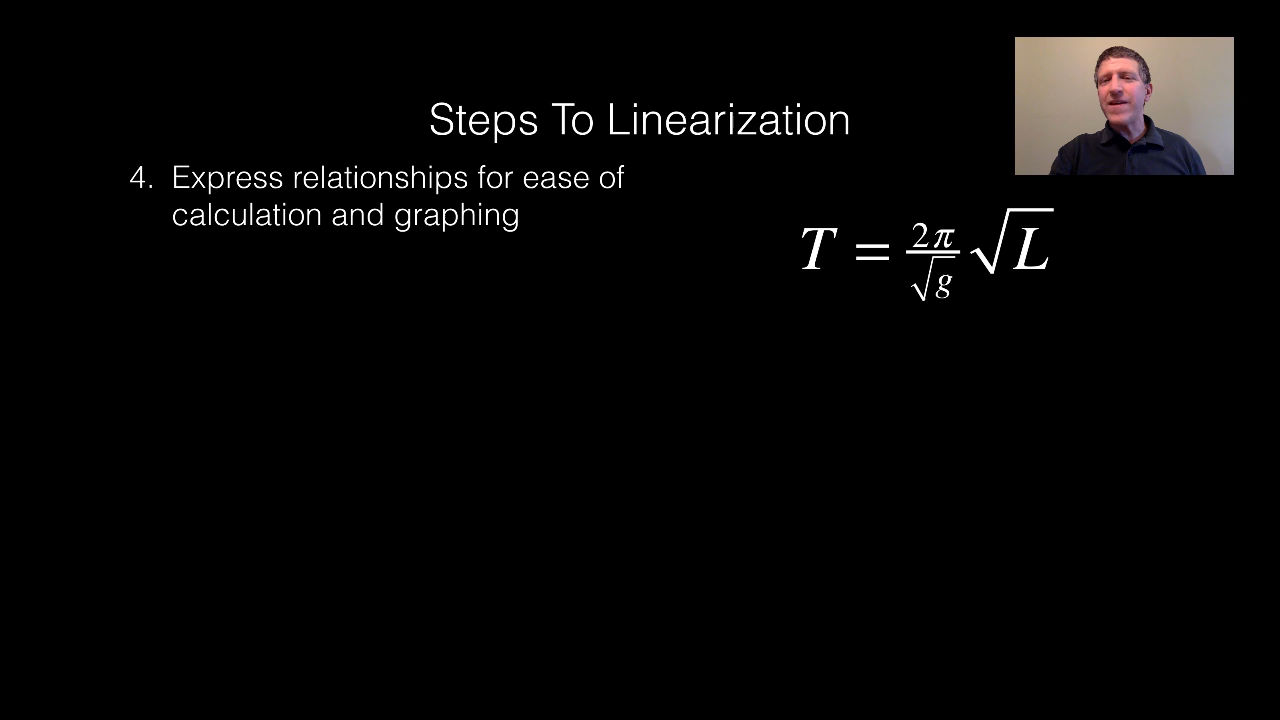 Steps To Linearization
4. Express relationships for ease of
calculation and graphing
T = 2π/√g √L